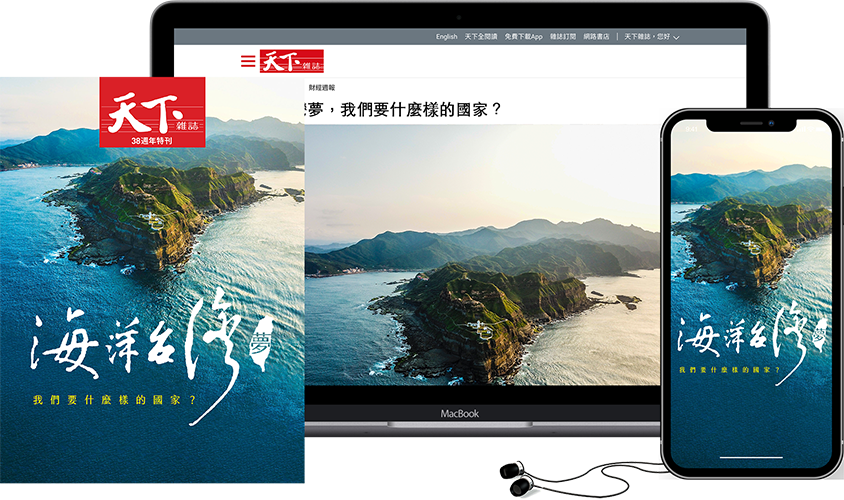 English 天下全閱讀 免費下載App 雜誌訂閱 網路書店 天下雜誌,您好
天下雜誌
財經週報
夢,我們要什麼樣的國家?
MacBook
天下雜誌
38週年特刊
海洋台灣夢
我們要什麼樣的國家?
海洋台灣夢
我們要什麼樣的國家?